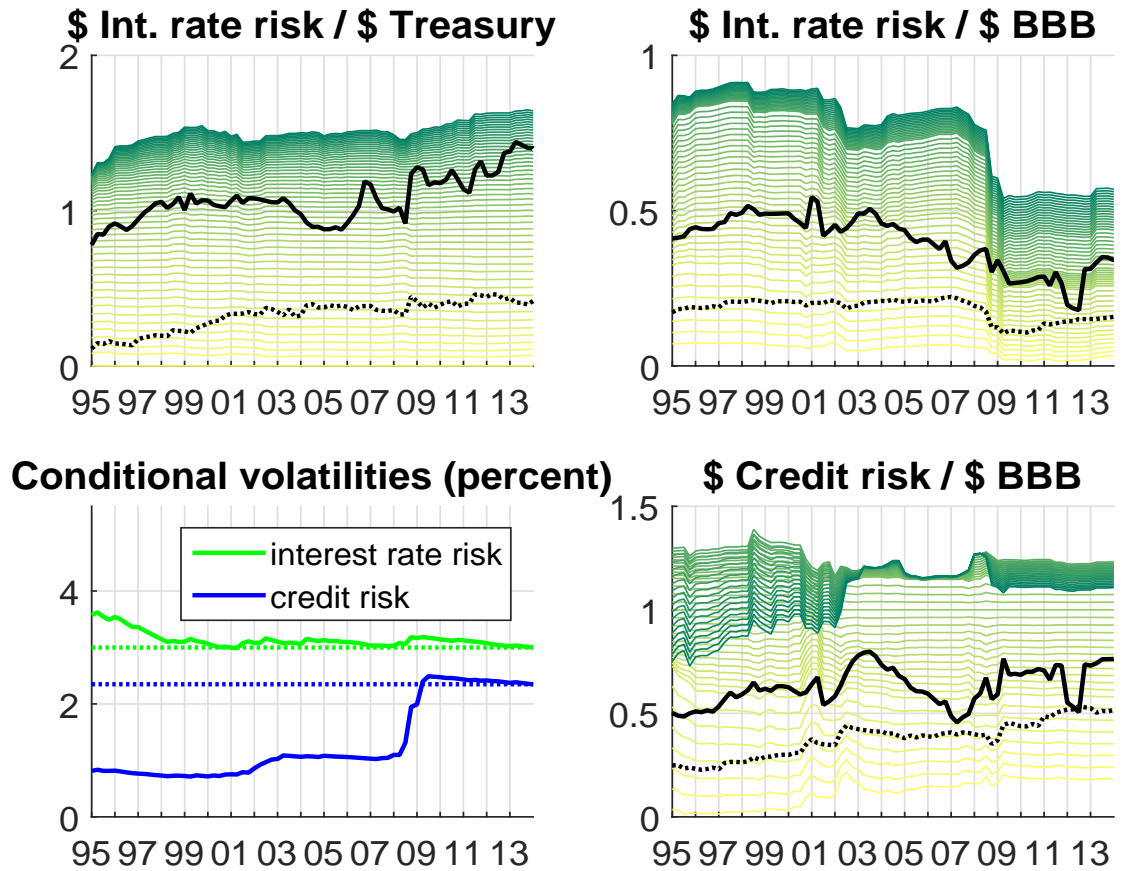 $ Int. rate risk / $ Treasury
2
1
0
95 97 99 01 03 05 07 09 11 13
$ Int. rate risk / $ BBB
1
0.5
0
95 97 99 01 03 05 07 09 11 13
Conditional volatilities (percent)
interest rate risk
credit risk
4
2
0
95 97 99 01 03 05 07 09 11 13
$ Credit risk / $ BBB
1.5
1
0.5
0
95 97 99 01 03 05 07 09 11 13